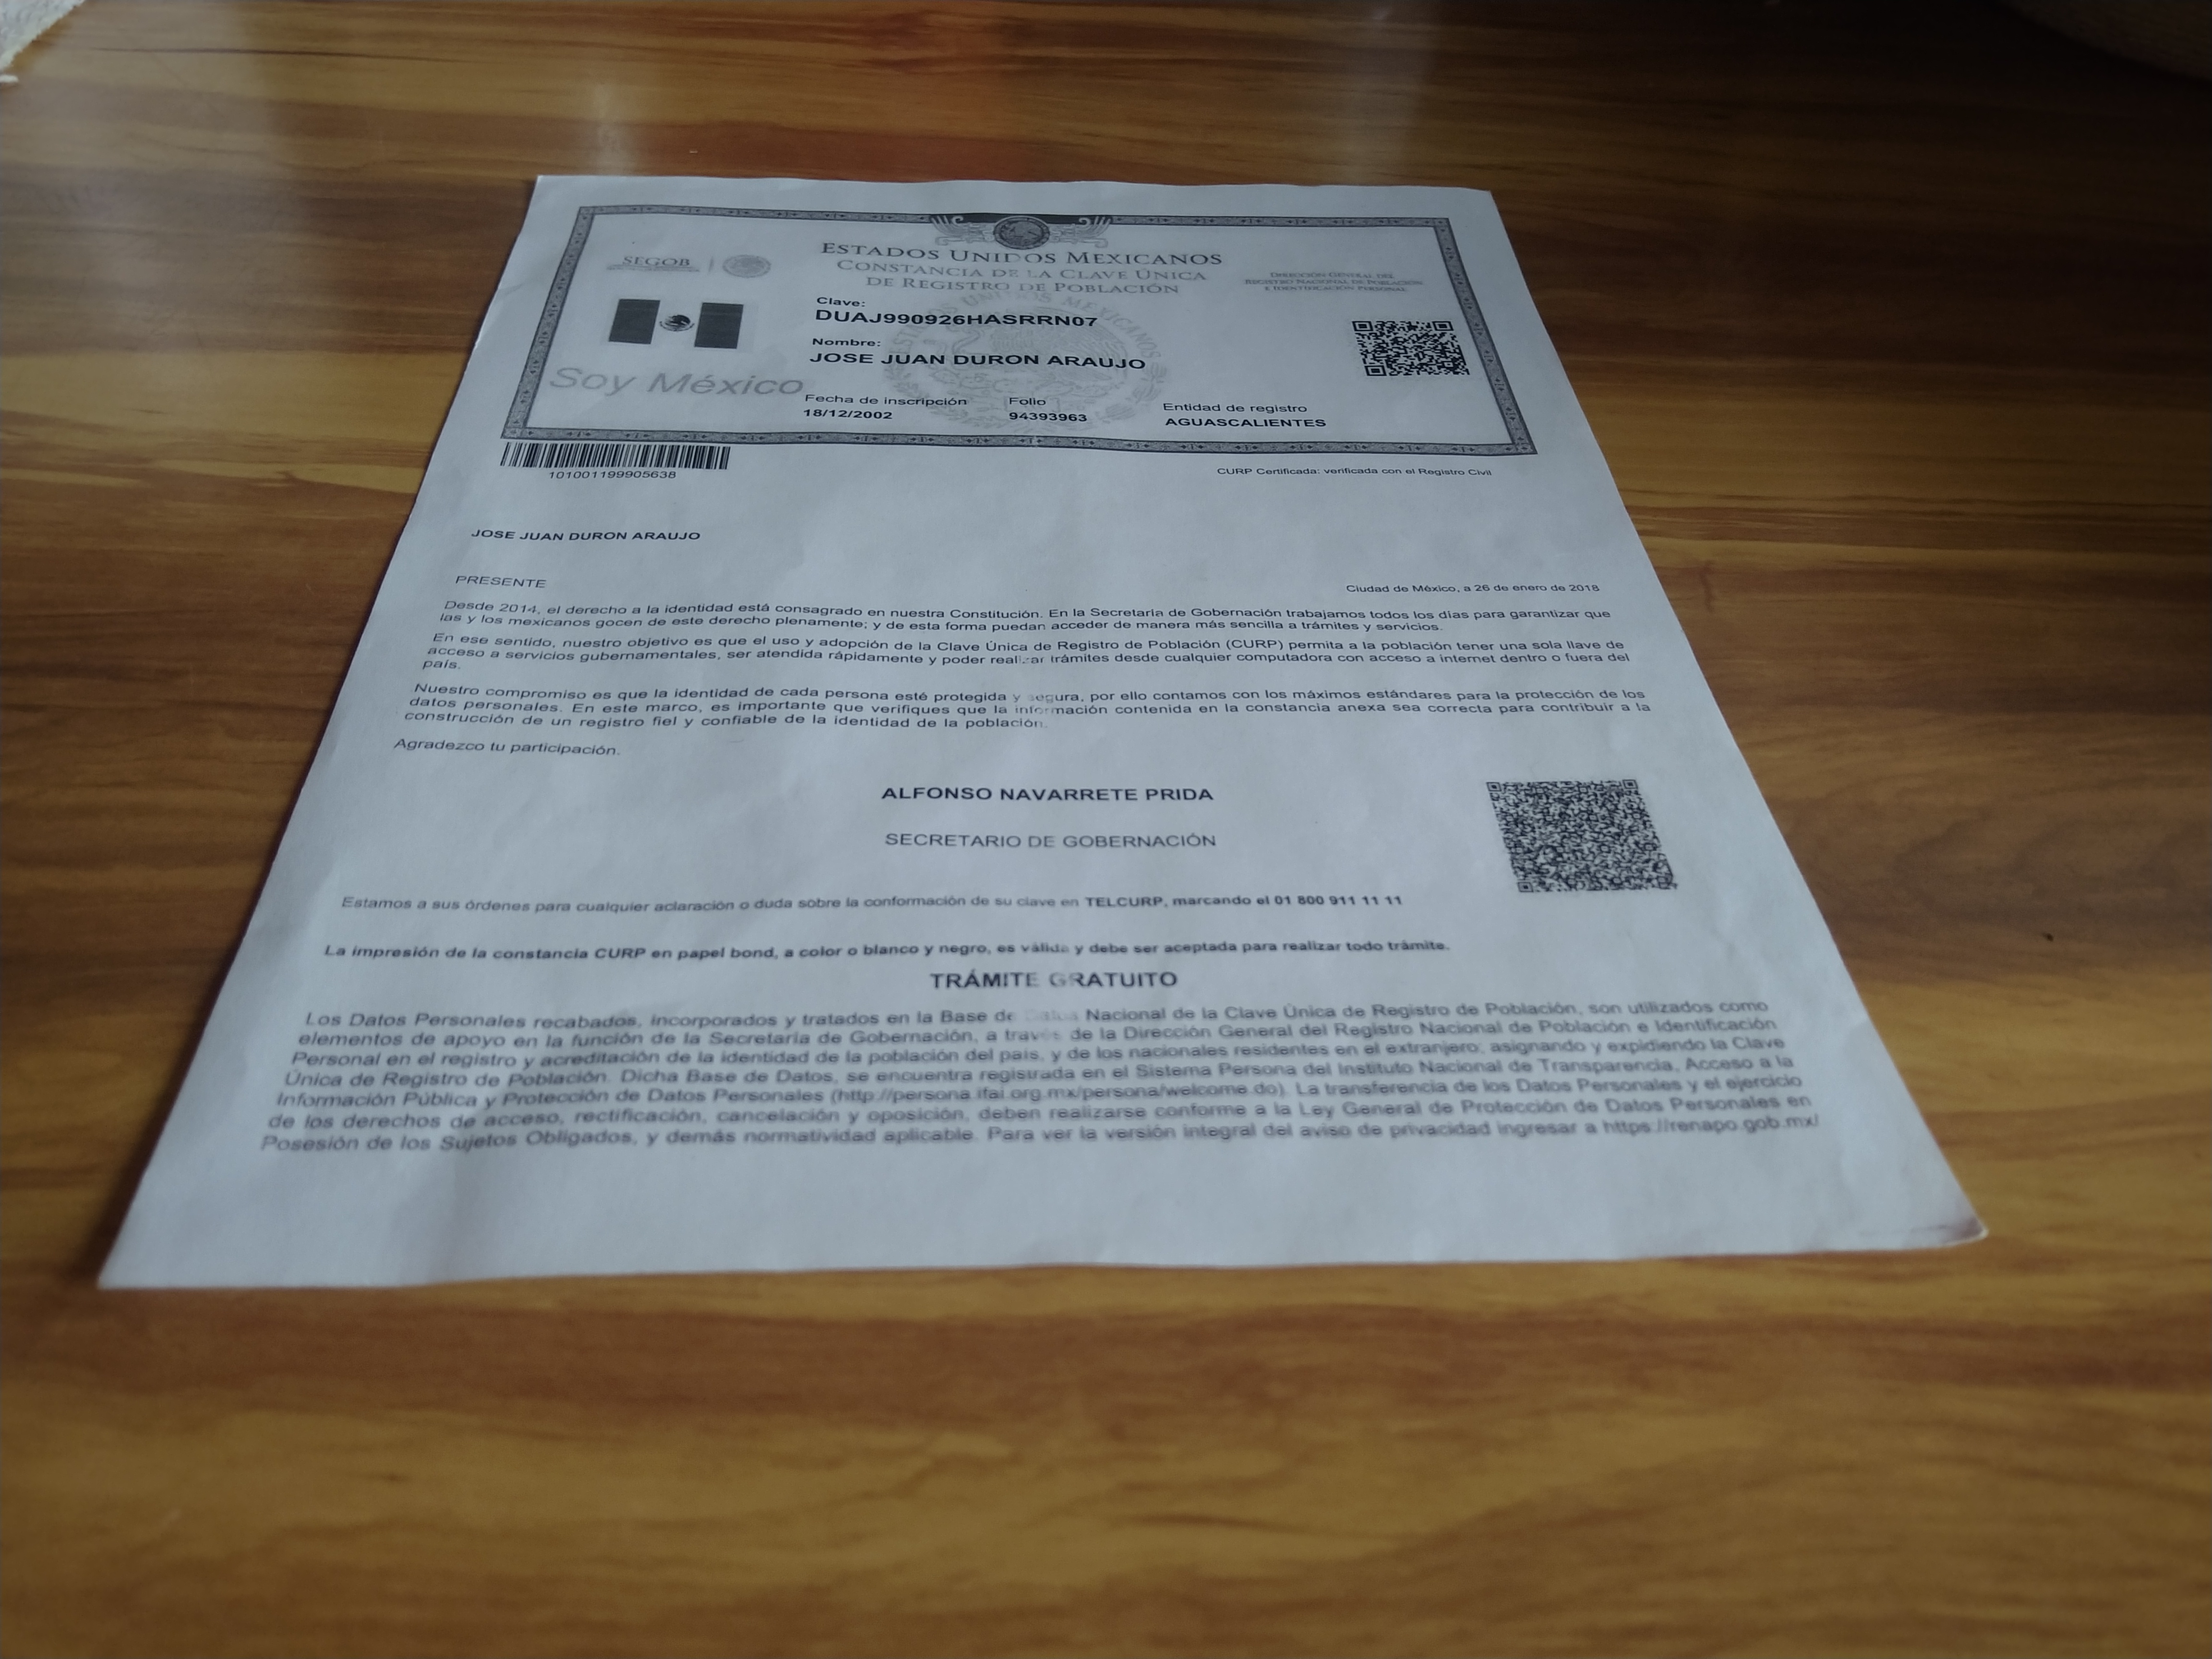 ESTADOS UNIDOS MEXICANOS
CONSTANCIA DE LA CLAVE ÚNICA
DE REGISTRO DE POBLACIÓN
SEGOB
DIRECCIÓN GENERAL DEL
REGISTRO NACIONAL DE POBLACIÓN
E IDENTIFICACIÓN PERSONAL
Clave:
DUAJ990926HASRRN07
Nombre:
JOSE JUAN DURON ARAUJO
Soy México
Fecha de inscripción
18/12/2002
Folio
94393963
Entidad de registro
AGUASCALIENTES
101001199905638
CURP Certificada: verificada con el Registro Civil
JOSE JUAN DURON ARAUJO
PRESENTE
Ciudad de México, a 26 de enero de 2018
Desde 2014, el derecho a la identidad está consagrado en nuestra Constitución. En la Secretaría de Gobernación trabajamos todos los días para garantizar que
las y los mexicanos gocen de este derecho plenamente; y de esta forma puedan acceder de manera más sencilla a trámites y servicios.
En ese sentido, nuestro objetivo es que el uso y adopción de la Clave Única de Registro de Población (CURP) permita a la población tener una sola llave de
acceso a servicios gubernamentales, ser atendida rápidamente y poder realizar trámites desde cualquier computadora con acceso a internet dentro o fuera del
país.
Nuestro compromiso es que la identidad de cada persona esté protegida y segura, por ello contamos con los máximos estándares para la protección de los
datos personales. En este marco, es importante que verifiques que la información contenida en la constancia anexa sea correcta para contribuir a la
construcción de un registro fiel y confiable de la identidad de la población.
Agradezco tu participación.
ALFONSO NAVARRETE PRIDA
SECRETARIO DE GOBERNACIÓN
Estamos a sus órdenes para cualquier aclaración o duda sobre la conformación de su clave en TELCURP, marcando el 01 800 911 11 11
La impresión de la constancia CURP en papel bond, a color o blanco y negro, es válida y debe ser aceptada para realizar todo trámite.
TRÁMITE GRATUITO
Los Datos Personales recabados, incorporados y tratados en la Base de Nacional de la Clave Única de Registro de Población, son utilizados como
elementos de apoyo en la función de la Secretaría de Gobernación, a través de la Dirección General del Registro Nacional de Población e Identificación
Personal en el registro y acreditación de la identidad de la población del país, y de los nacionales residentes en el extranjero; asignando y expidiendo la Clave
Única de Registro de Población. Dicha Base de Datos, se encuentra registrada en el Sistema Persona del Instituto Nacional de Transparencia, Acceso a la
Información Pública y Protección de Datos Personales (http://persona.ifai.org.mx/persona/welcome.do). La transferencia de los Datos Personales y el ejercicio
de los derechos de acceso, rectificación, cancelación y oposición, deben realizarse conforme a la Ley General de Protección de Datos Personales en
Posesión de los Sujetos Obligados, y demás normatividad aplicable. Para ver la versión integral del aviso de privacidad ingresar a https://renapo.gob.mx/